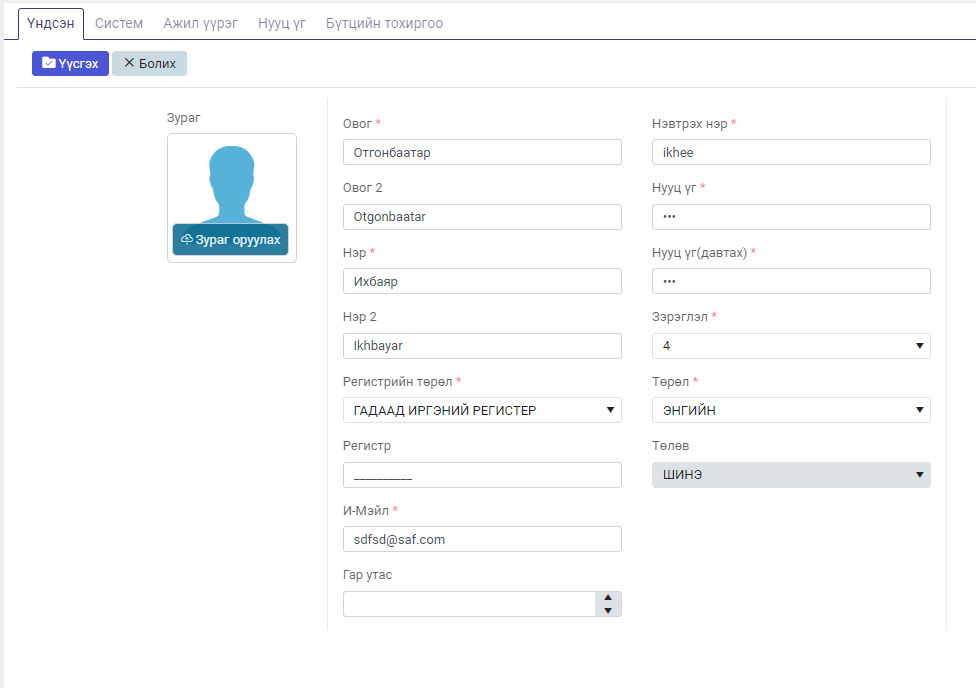 Үндсэн Систем Ажил үүрэг Нууц үг Бүтцийн тохиргоо
Үүсгэх Болих
Зураг
Зураг оруулах
Овог *
Отгонбаатар
Овог 2
Otgonbaatar
Нэр *
Ихбаяр
Нэр 2
Ikhbayar
Регистрийн төрөл *
ГАДААД ИРГЭНИЙ РЕГИСТЕР
Регистр
__________
И-Мэйл *
sdfsd@saf.com
Гар утас
Нэвтрэх нэр *
ikhee
Нууц үг *
•••
Нууц үг(давтах) *
•••
Зэрэглэл *
4
Төрөл *
ЭНГИЙН
Төлөв
ШИНЭ